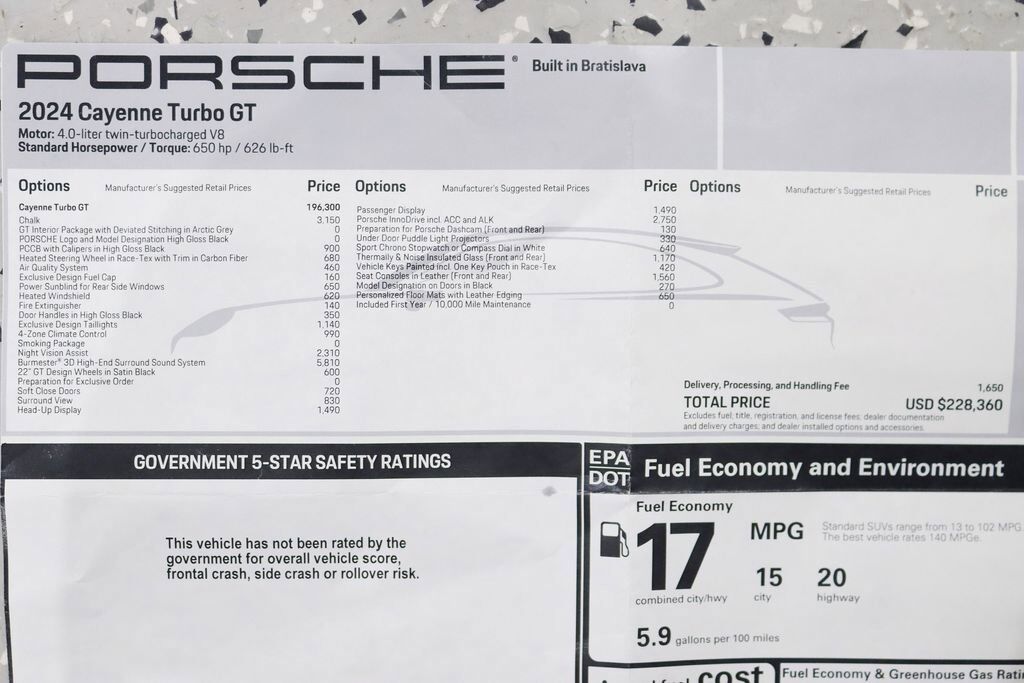 PORSCHE® Built in Bratislava
2024 Cayenne Turbo GT
Motor: 4.0-liter twin-turbocharged V8
Standard Horsepower / Torque: 650 hp / 626 lb-ft
Options Manufacturer's Suggested Retail Prices Price
Cayenne Turbo GT 196,300
Chalk 3,150
GT Interior Package with Deviated Stitching in Arctic Grey 0
PORSCHE Logo and Model Designation High Gloss Black 0
PCCB with Calipers in High Gloss Black 900
Heated Steering Wheel in Race-Tex with Trim in Carbon Fiber 680
Air Quality System 460
Exclusive Design Fuel Cap 160
Power Sunblind for Rear Side Windows 650
Heated Windshield 620
Fire Extinguisher 140
Door Handles in High Gloss Black 350
Exclusive Design Taillights 1,140
4-Zone Climate Control 990
Smoking Package 0
Night Vision Assist 2,310
Burmester® 3D High-End Surround Sound System 5,810
22" GT Design Wheels in Satin Black 600
Preparation for Exclusive Order 0
Soft Close Doors 720
Surround View 830
Head-Up Display 1,490
Options Manufacturer's Suggested Retail Prices Price
Passenger Display 1,490
Porsche InnoDrive incl. ACC and ALK 2,750
Preparation for Porsche Dashcam (Front and Rear) 130
Under Door Puddle Light Projectors 330
Sport Chrono Stopwatch or Compass Dial in White 640
Thermally & Noise Insulated Glass (Front and Rear) 1,170
Vehicle Keys Painted incl. One Key Pouch in Race-Tex 420
Seat Consoles in Leather (Front and Rear) 1,560
Model Designation on Doors in Black 270
Personalized Floor Mats with Leather Edging 650
Included First Year / 10,000 Mile Maintenance 0
Options Manufacturer's Suggested Retail Prices Price
Delivery, Processing, and Handling Fee 1,650
TOTAL PRICE USD $228,360
Excludes fuel, title, registration, and license fees, dealer documentation
and delivery charges, and dealer installed options and accessories.
GOVERNMENT 5-STAR SAFETY RATINGS
This vehicle has not been rated by the
government for overall vehicle score,
frontal crash, side crash or rollover risk.
EPA
DOT
Fuel Economy and Environment
Fuel Economy
17 MPG
combined city/hwy
Standard SUVs range from 13 to 102 MPG.
The best vehicle rates 140 MPGe.
15 20
city highway
5.9 gallons per 100 miles
cost
Fuel Economy & Greenhouse Gas